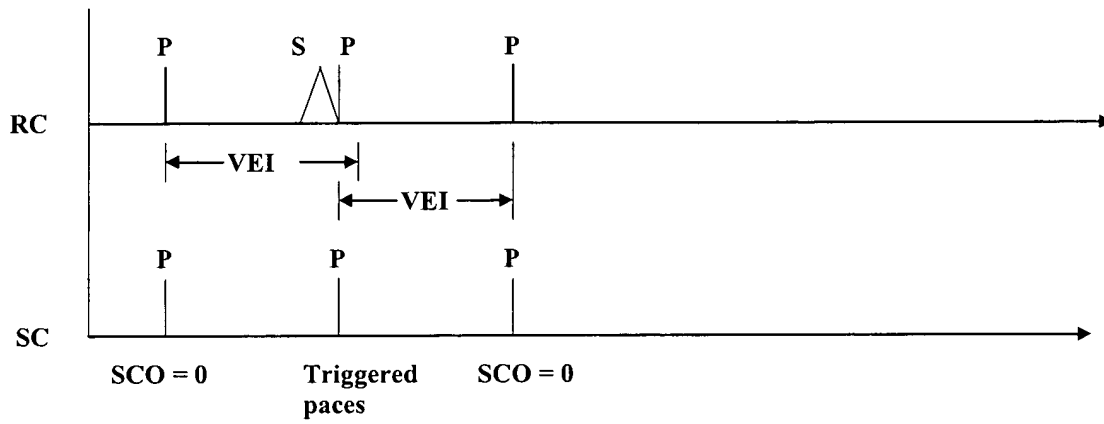 P S P P
RC
VEI
VEI
P P P
SC
SCO = 0 Triggered SCO = 0
paces